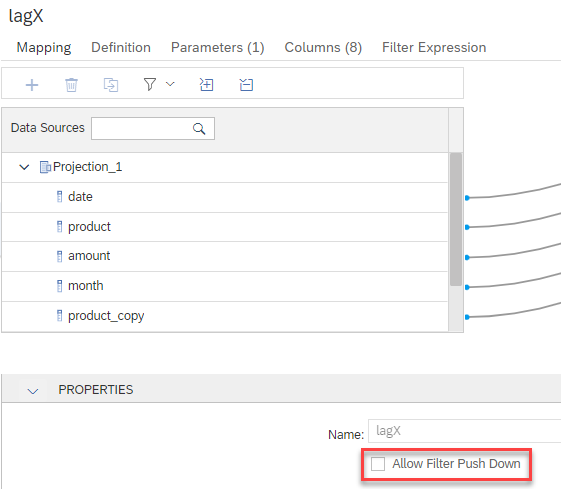 lagX
Mapping Definition Parameters (1) Columns (8) Filter Expression
Data Sources
Projection_1
date
product
amount
month
product_copy
PROPERTIES
Name: lagX
Allow Filter Push Down